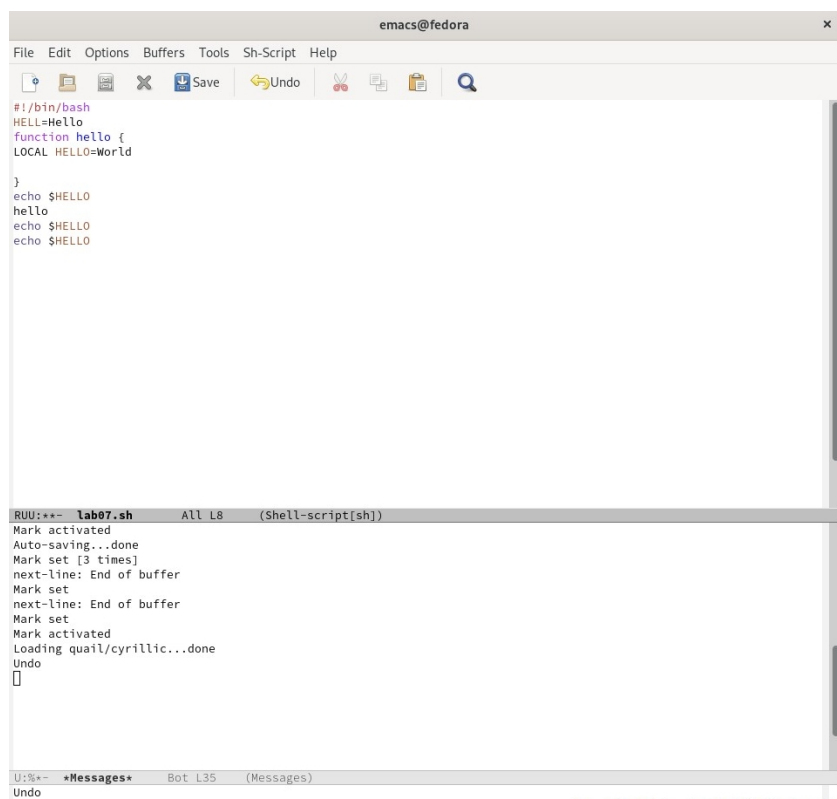 emacs@fedora ×
File Edit Options Buffers Tools Sh-Script Help
Save Undo
#!/bin/bash
HELL=Hello
function hello {
LOCAL HELLO=World
}
echo $HELLO
hello
echo $HELLO
echo $HELLO
RUU:**- lab07.sh All L8 (Shell-script[sh])
Mark activated
Auto-saving...done
Mark set [3 times]
next-line: End of buffer
Mark set
next-line: End of buffer
Mark set
Mark activated
Loading quail/cyrillic...done
Undo
U:%*- *Messages* Bot L35 (Messages)
Undo